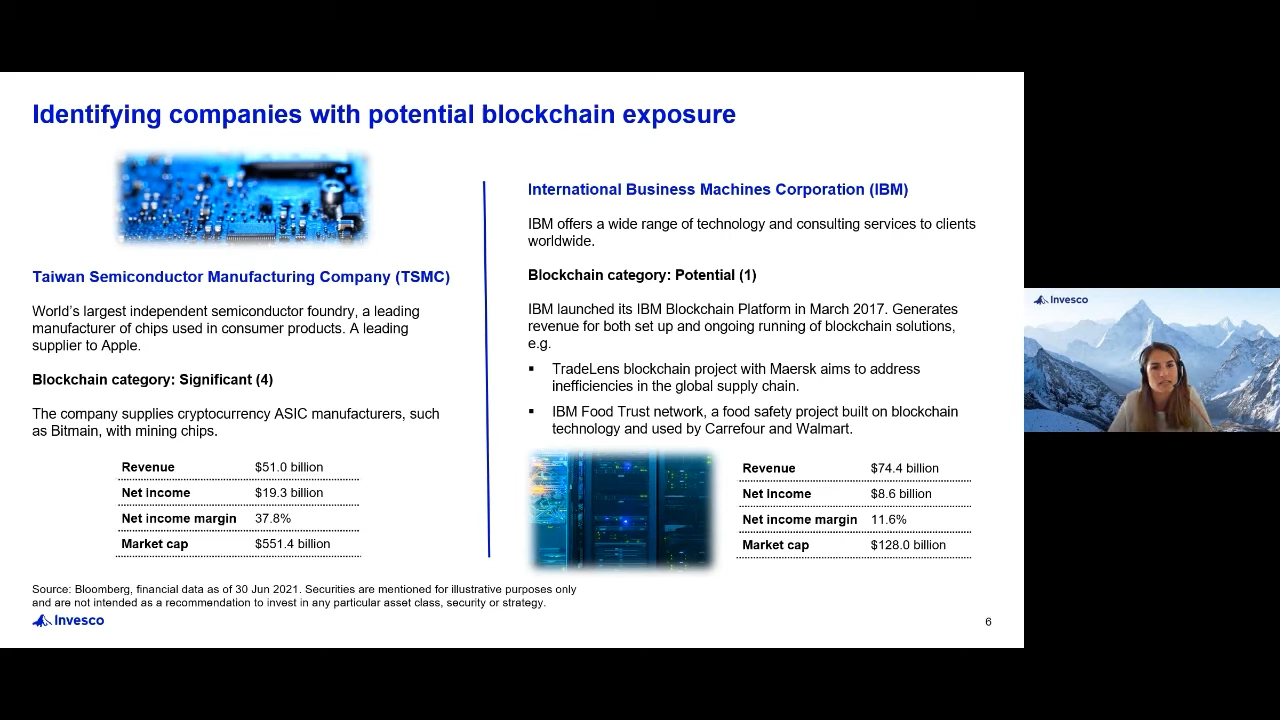 Identifying companies with potential blockchain exposure
Taiwan Semiconductor Manufacturing Company (TSMC)
World's largest independent semiconductor foundry, a leading
manufacturer of chips used in consumer products. A leading
supplier to Apple.
Blockchain category: Significant (4)
The company supplies cryptocurrency ASIC manufacturers, such
as Bitmain, with mining chips.
Revenue $51.0 billion
Net Income $19.3 billion
Net income margin 37.8%
Market cap $551.4 billion
International Business Machines Corporation (IBM)
IBM offers a wide range of technology and consulting services to clients
worldwide.
Blockchain category: Potential (1)
IBM launched its IBM Blockchain Platform in March 2017. Generates
revenue for both set up and ongoing running of blockchain solutions,
e.g.
▪ TradeLens blockchain project with Maersk aims to address
inefficiencies in the global supply chain.
▪ IBM Food Trust network, a food safety project built on blockchain
technology and used by Carrefour and Walmart.
Revenue $74.4 billion
Net Income $8.6 billion
Net income margin 11.6%
Market cap $128.0 billion
Source: Bloomberg, financial data as of 30 Jun 2021. Securities are mentioned for illustrative purposes only
and are not intended as a recommendation to invest in any particular asset class, security or strategy.
Invesco
6
Invesco